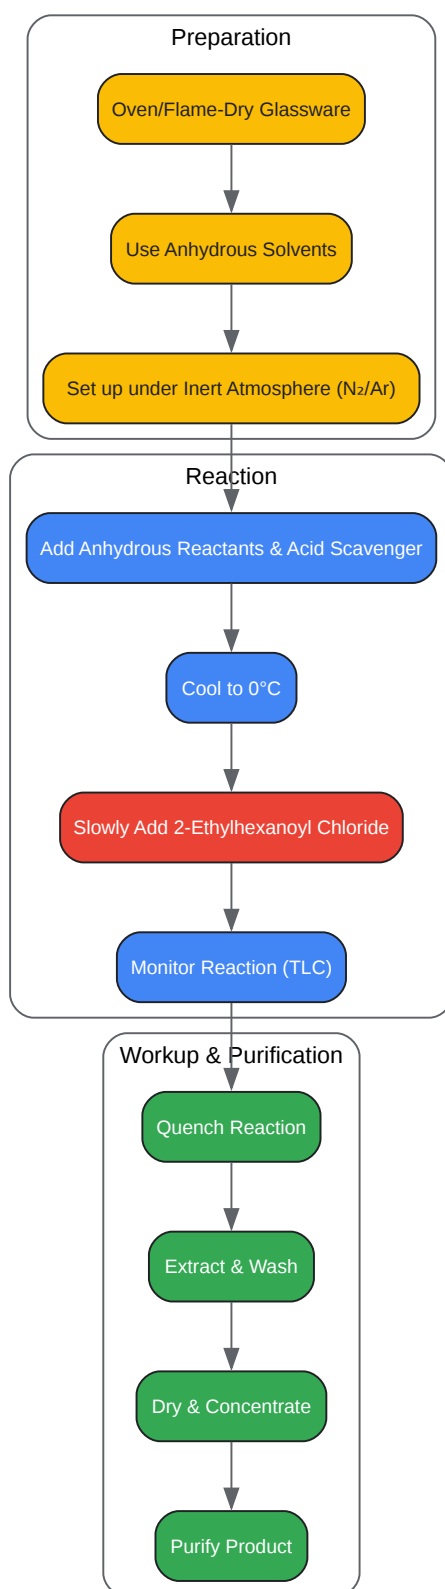 Preparation
Oven/Flame-Dry Glassware
Use Anhydrous Solvents
Set up under Inert Atmosphere (N₂/Ar)
Reaction
Add Anhydrous Reactants & Acid Scavenger
Cool to 0°C
Slowly Add 2-Ethylhexanoyl Chloride
Monitor Reaction (TLC)
Workup & Purification
Quench Reaction
Extract & Wash
Dry & Concentrate
Purify Product